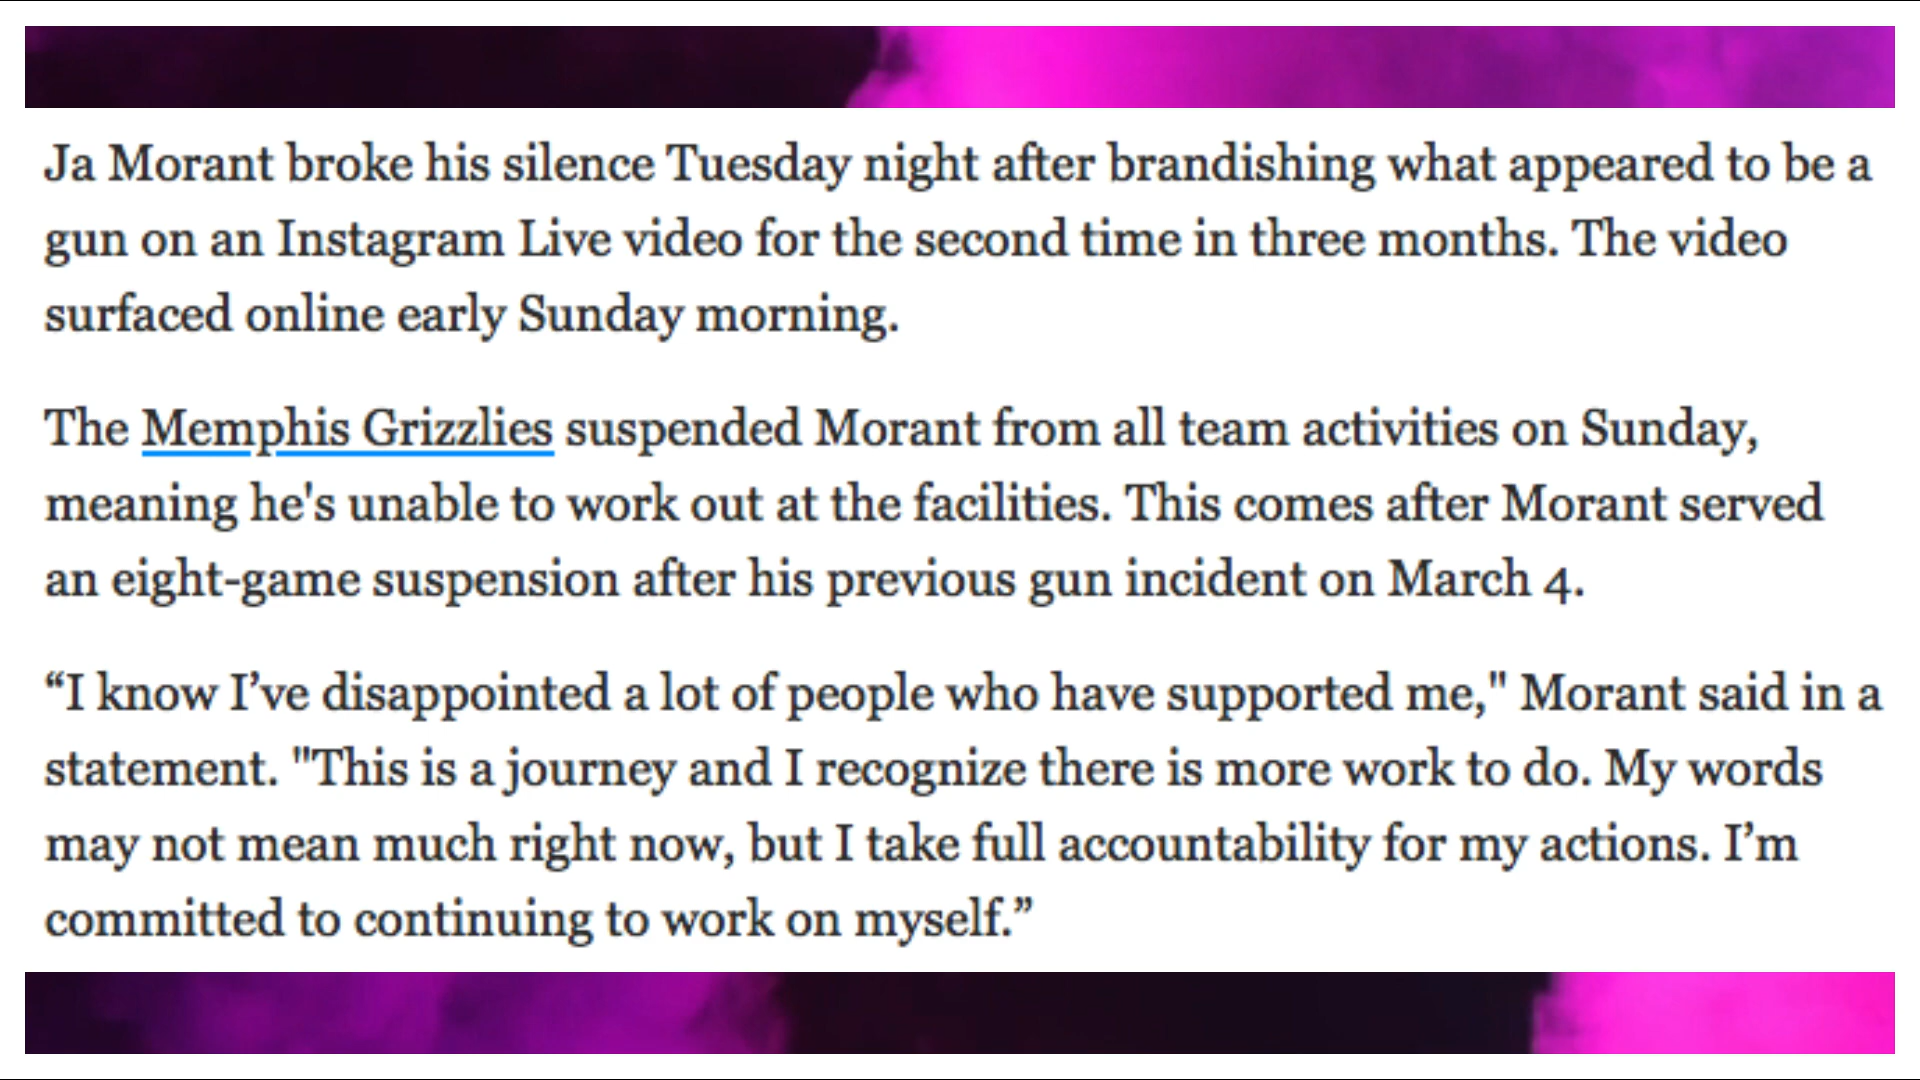 Ja Morant broke his silence Tuesday night after brandishing what appeared to be a
gun on an Instagram Live video for the second time in three months. The video
surfaced online early Sunday morning.
The Memphis Grizzlies suspended Morant from all team activities on Sunday,
meaning he's unable to work out at the facilities. This comes after Morant served
an eight-game suspension after his previous gun incident on March 4.
“I know I’ve disappointed a lot of people who have supported me," Morant said in a
statement. "This is a journey and I recognize there is more work to do. My words
may not mean much right now, but I take full accountability for my actions. I’m
committed to continuing to work on myself.”